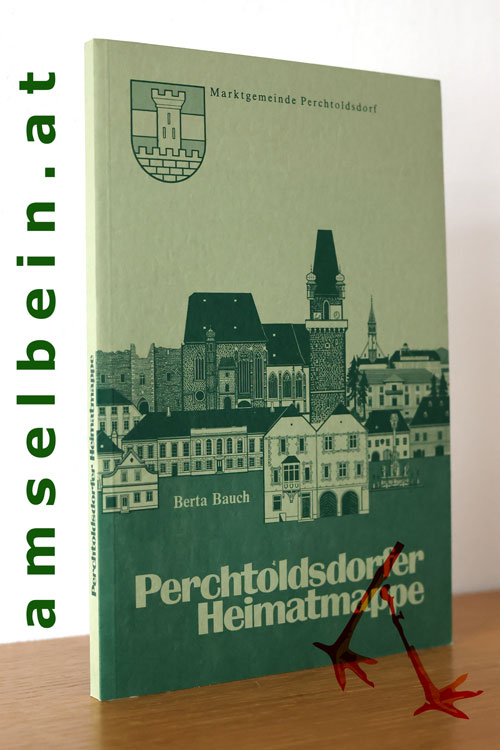 amselbein.at
Marktgemeinde Perchtoldsdorf
Berta Bauch
Perchtoldsdorfer
Heimatmappe
Perchtoldsdorfer Heimatmappe